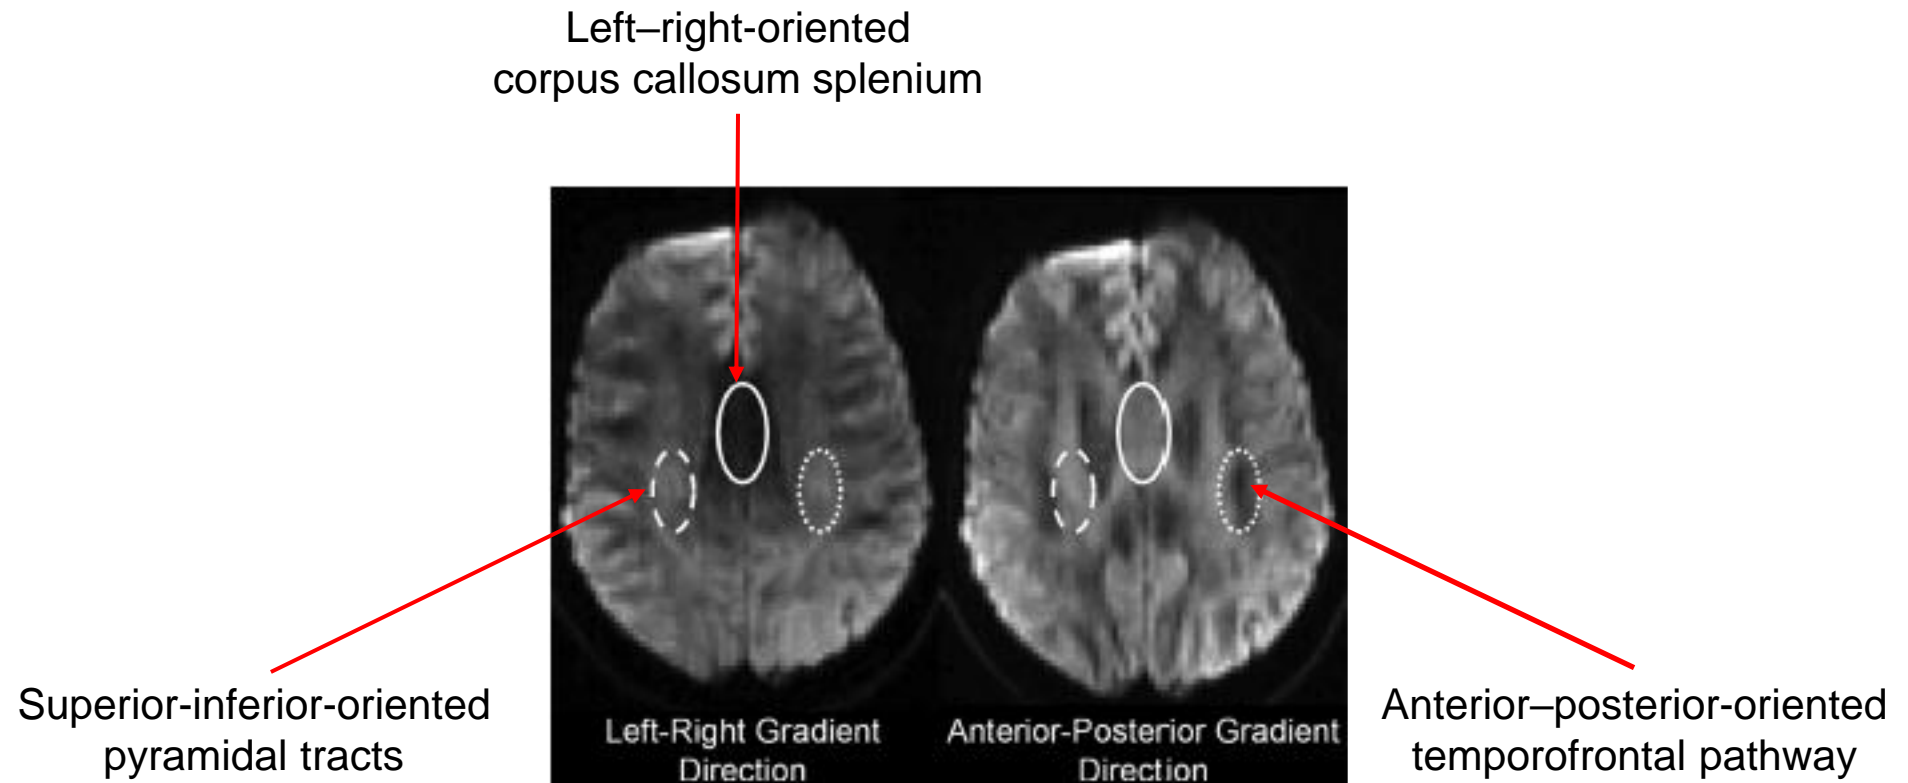 Left–right-oriented
corpus callosum splenium
Superior-inferior-oriented
pyramidal tracts
Left-Right Gradient
Direction
Anterior-Posterior Gradient
Direction
Anterior–posterior-oriented
temporofrontal pathway